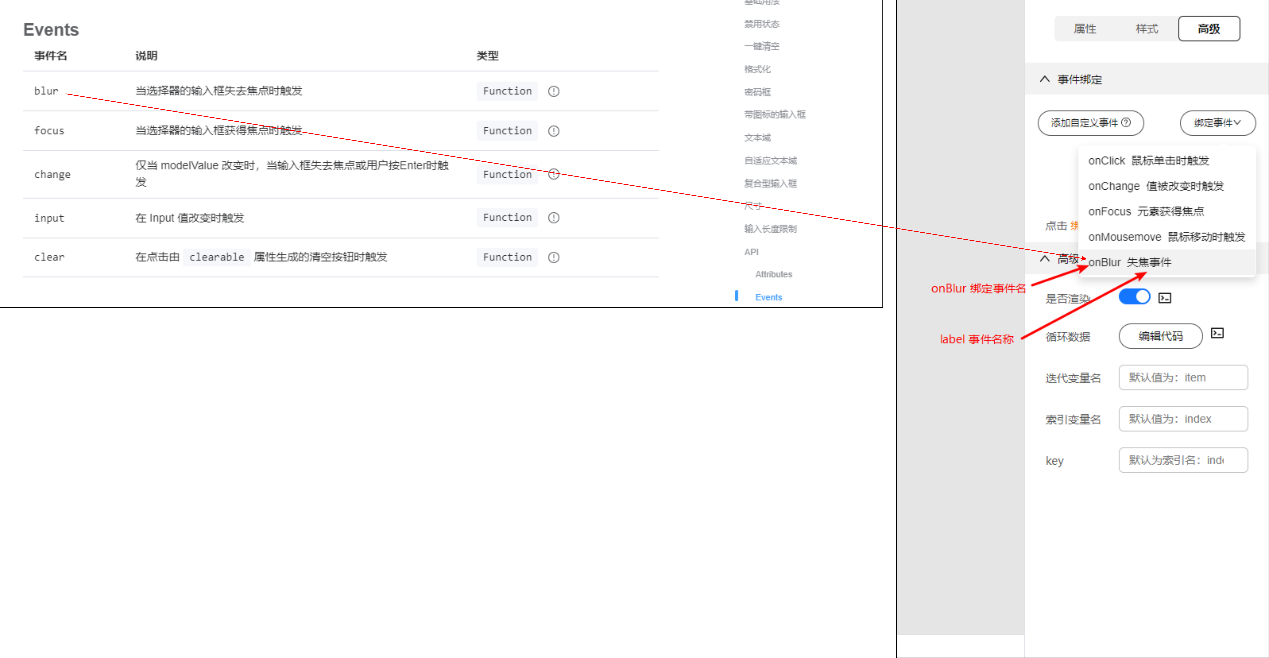 Events
事件名 说明 类型
blur 当选择器的输入框失去焦点时触发 Function
focus 当选择器的输入框获得焦点时触发 Function
change 仅当 modelValue 改变时，当输入框失去焦点或用户按Enter时触
发 Function
input 在 Input 值改变时触发 Function
clear 在点击由 clearable 属性生成的清空按钮时触发 Function
禁用状态
一键清空
格式化
密码框
带图标的输入框
文本域
自适应文本域
复合型输入框
尺寸
输入长度限制
API
Attributes
Events
属性 样式 高级
事件绑定
添加自定义事件 绑定事件
onClick 鼠标单击时触发
onChange 值被改变时触发
onFocus 元素获得焦点
onMousemove 鼠标移动时触发
onBlur 失焦事件
点击
高级
onBlur 绑定事件名
label 事件名称
是否渲染
循环数据 编辑代码
迭代变量名 默认值为：item
索引变量名 默认值为：index
key 默认为索引名：inde